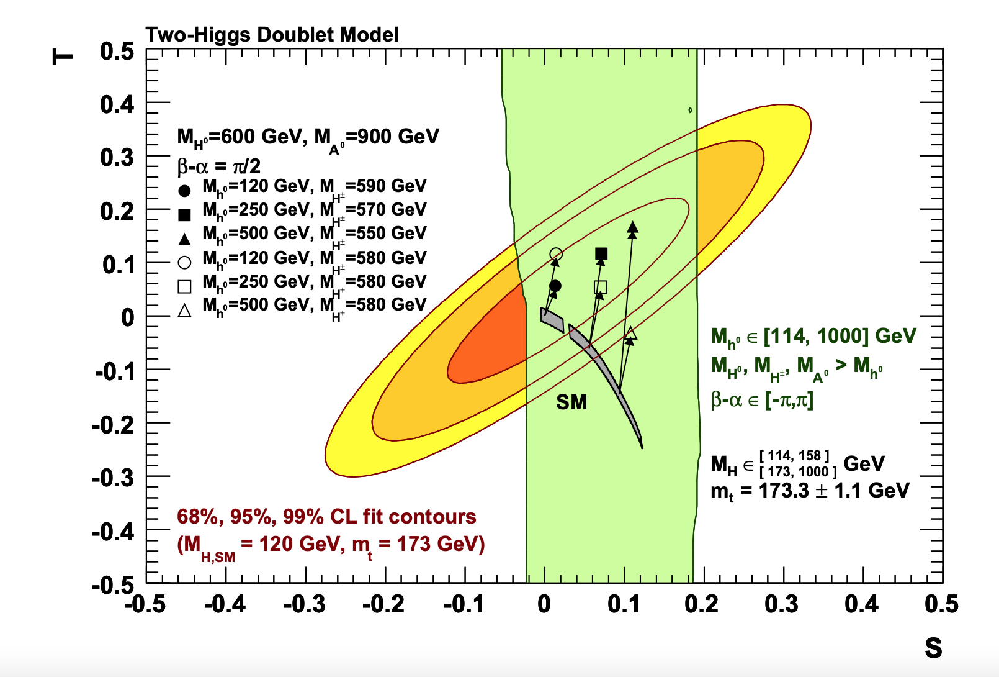 Two-Higgs Doublet Model
T
0.5
0.4
0.3
0.2
0.1
0
-0.1
-0.2
-0.3
-0.4
-0.5
M_H⁰=600 GeV, M_A⁰=900 GeV
β-α = π/2
M_h⁰=120 GeV, M_H±=590 GeV
M_h⁰=250 GeV, M_H±=570 GeV
M_h⁰=500 GeV, M_H±=550 GeV
M_h⁰=120 GeV, M_H±=580 GeV
M_h⁰=250 GeV, M_H±=580 GeV
M_h⁰=500 GeV, M_H±=580 GeV
SM
M_h⁰ ∈ [114, 1000] GeV
M_H⁰, M_H±, M_A⁰ > M_h⁰
β-α ∈ [-π,π]
M_H ∈ [ 114, 158 ] [ 173, 1000 ] GeV
m_t = 173.3 ± 1.1 GeV
68%, 95%, 99% CL fit contours
(M_H,SM = 120 GeV, m_t = 173 GeV)
-0.5 -0.4 -0.3 -0.2 -0.1 0 0.1 0.2 0.3 0.4 0.5
S